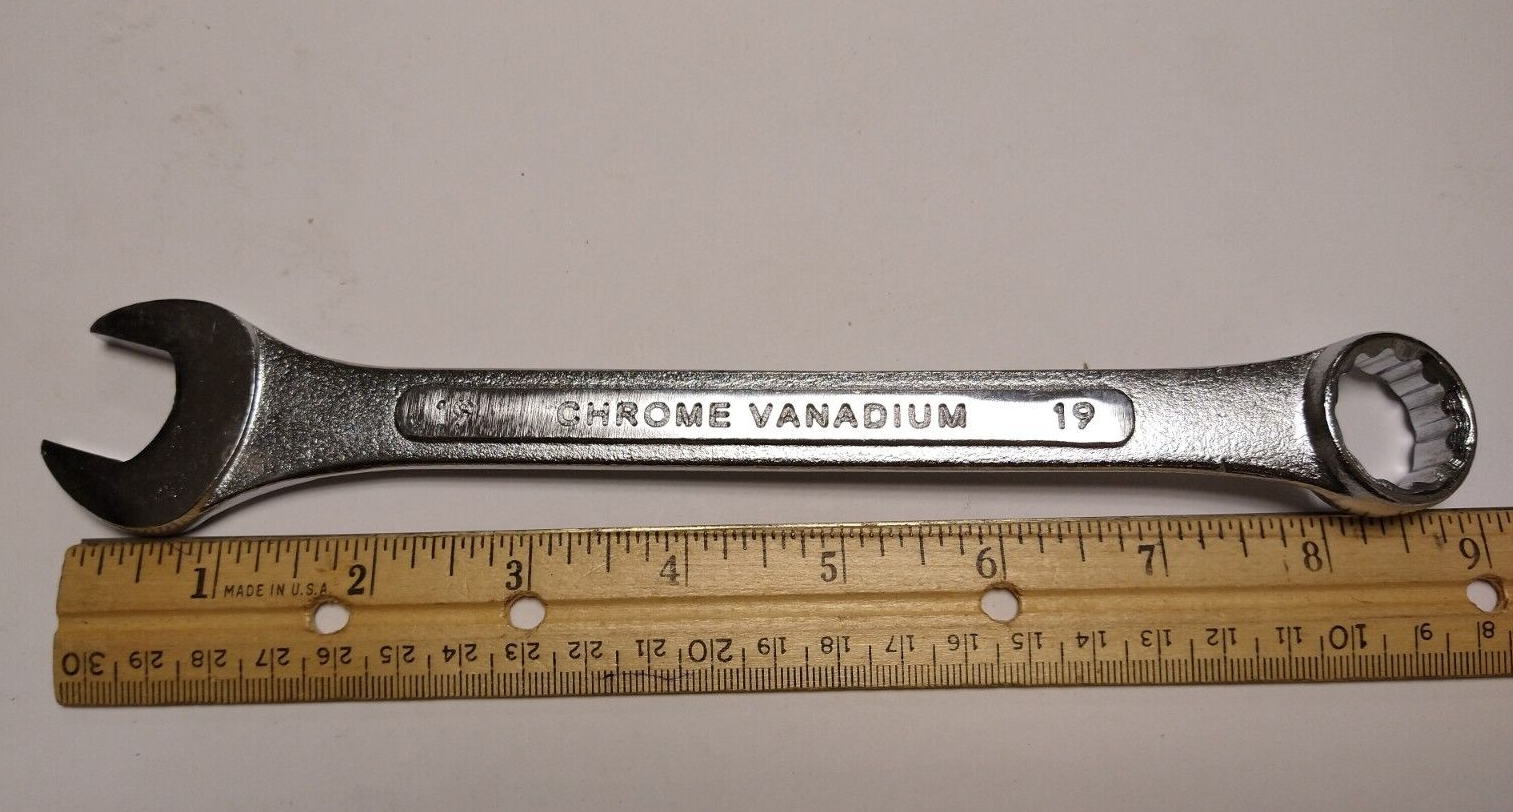 19 CHROME VANADIUM 19
1 2 3 4 5 6 7 8 9
MADE IN U.S.A.
30 29 28 27 26 25 24 23 22 21 20 19 18 17 16 15 14 13 12 11 10 9 8